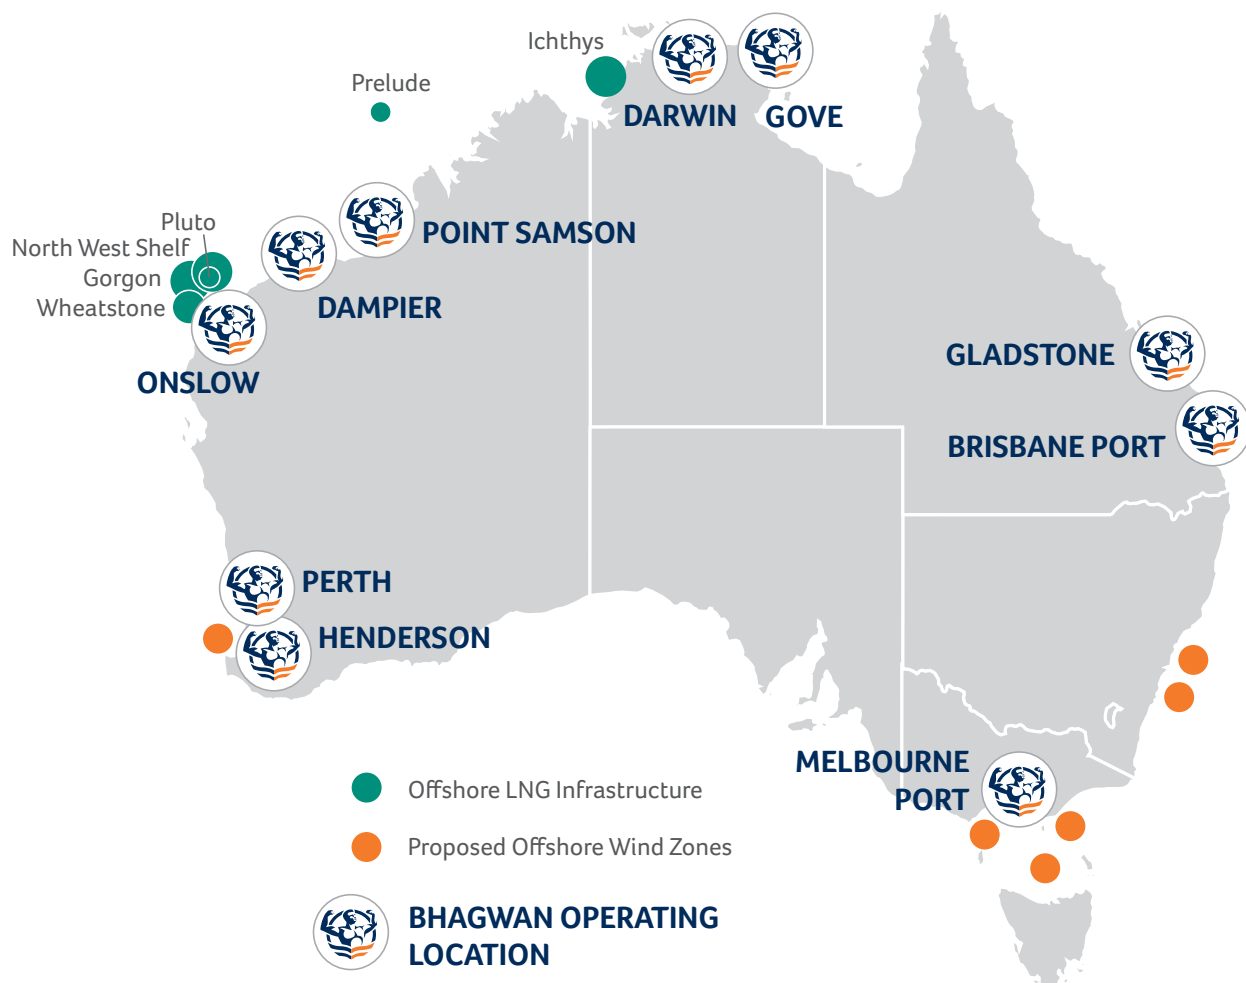 Ichthys
Prelude
DARWIN
GOVE
Pluto
North West Shelf
Gorgon
Wheatstone
POINT SAMSON
DAMPIER
ONSLOW
GLADSTONE
BRISBANE PORT
PERTH
HENDERSON
MELBOURNE
PORT
Offshore LNG Infrastructure
Proposed Offshore Wind Zones
BHAGWAN OPERATING
LOCATION